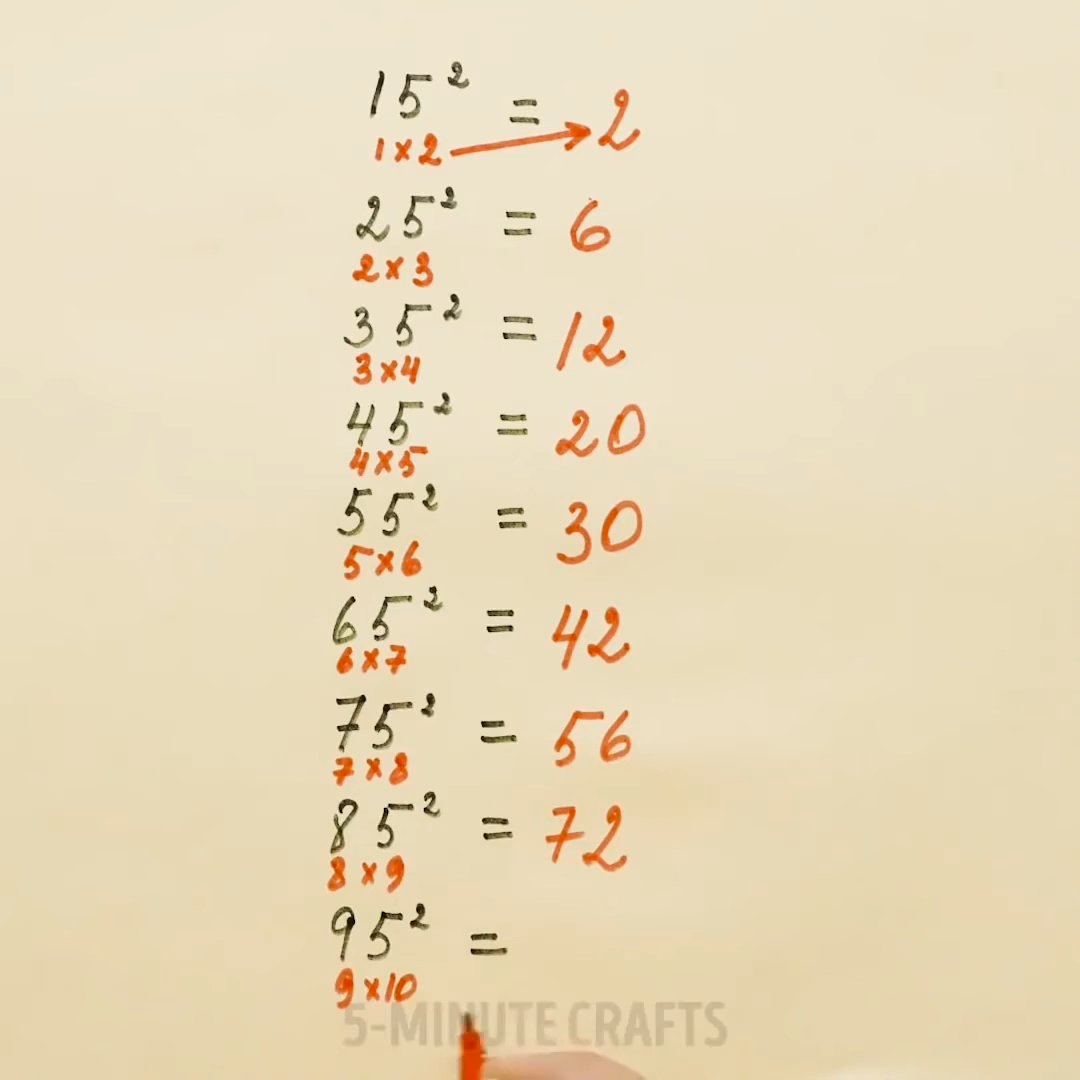 15² = 2
1×2
25² = 6
2×3
35² = 12
3×4
45² = 20
4×5
55² = 30
5×6
65² = 42
6×7
75² = 56
7×8
85² = 72
8×9
95² =
9×10
5-MINUTE CRAFTS